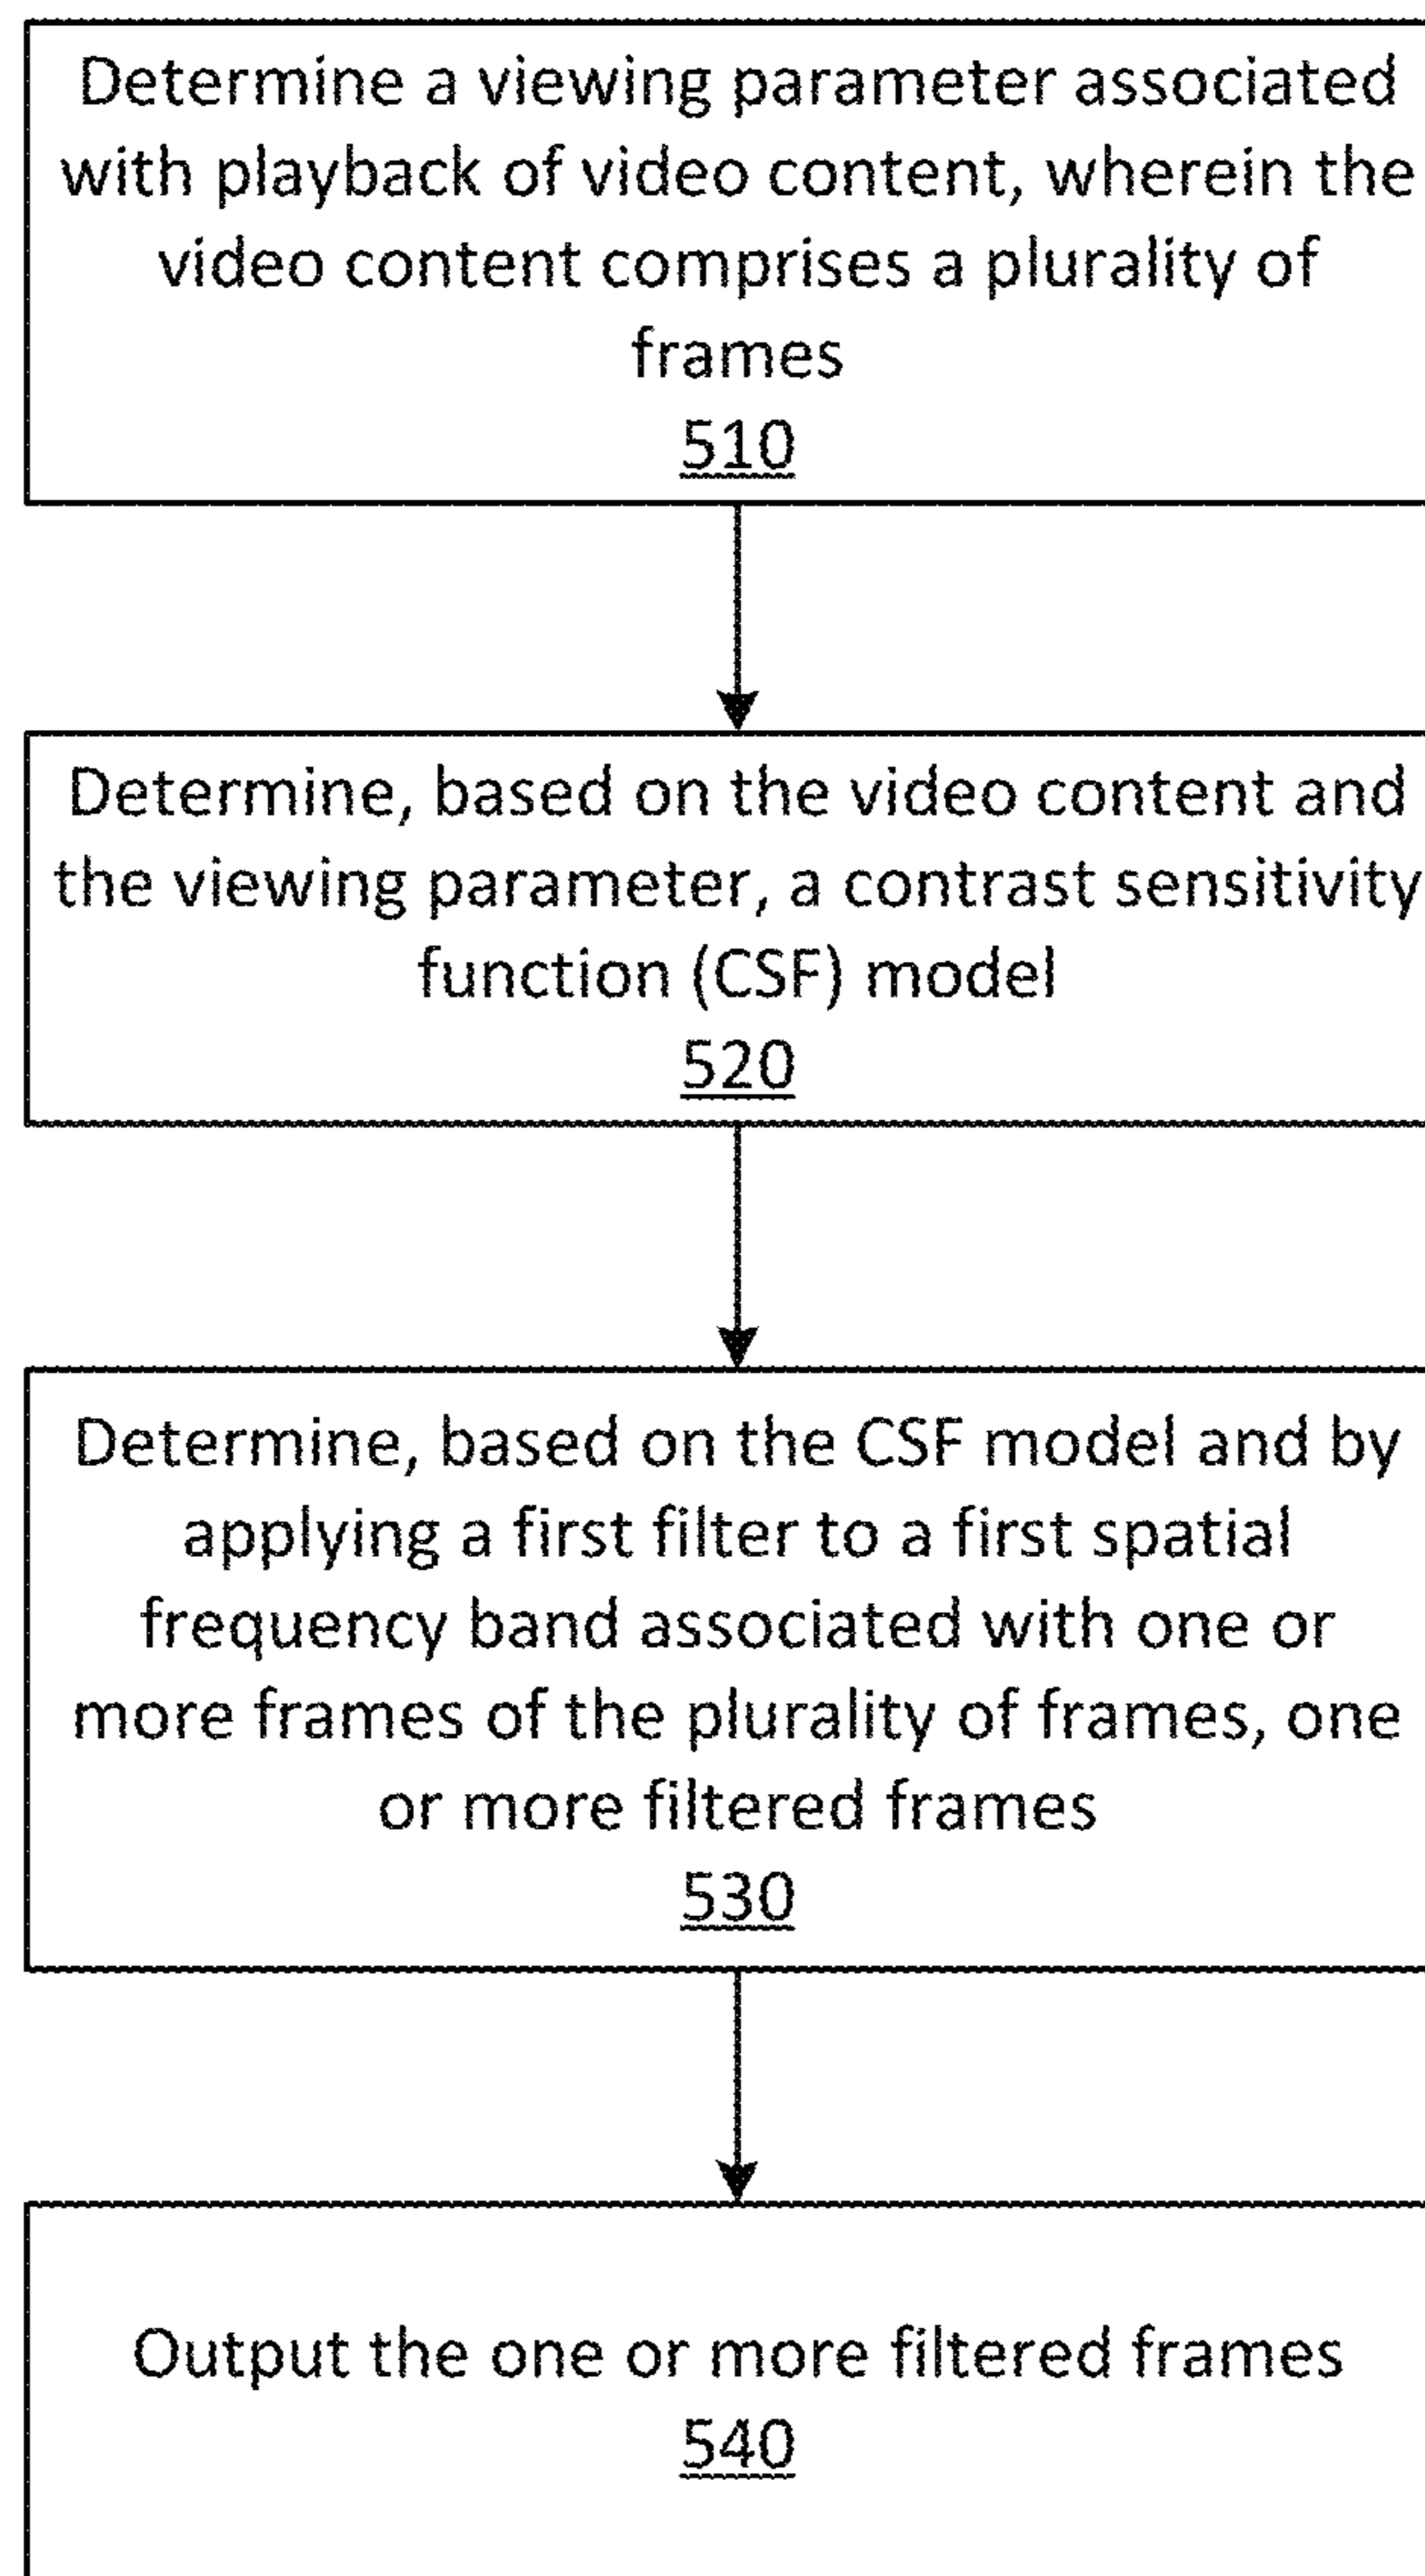 Determine a viewing parameter associated
with playback of video content, wherein the
video content comprises a plurality of
frames
510
Determine, based on the video content and
the viewing parameter, a contrast sensitivity
function (CSF) model
520
Determine, based on the CSF model and by
applying a first filter to a first spatial
frequency band associated with one or
more frames of the plurality of frames, one
or more filtered frames
530
Output the one or more filtered frames
540